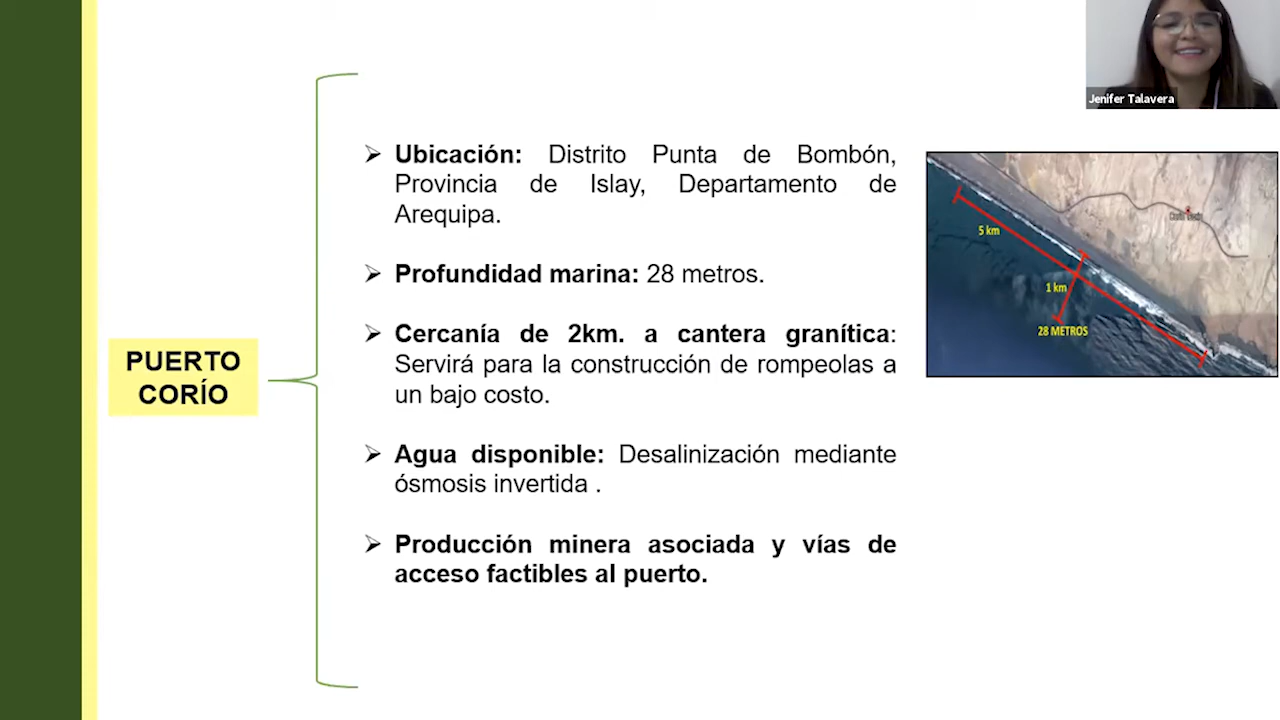 Jenifer Talavera
PUERTO
CORÍO
➢ Ubicación: Distrito Punta de Bombón,
Provincia de Islay, Departamento de
Arequipa.
➢ Profundidad marina: 28 metros.
➢ Cercanía de 2km. a cantera granítica:
Servirá para la construcción de rompeolas a
un bajo costo.
➢ Agua disponible: Desalinización mediante
ósmosis invertida .
➢ Producción minera asociada y vías de
acceso factibles al puerto.
5 km
1 km
28 METROS